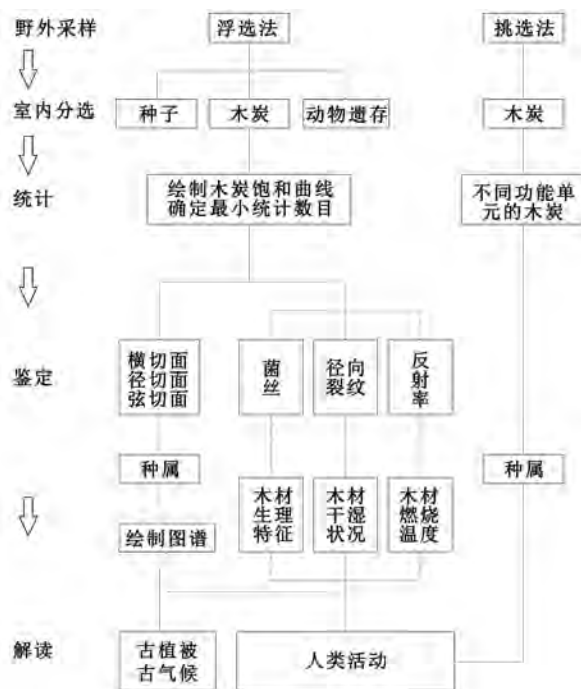 野外采样
浮选法
挑选法
室内分选
种子
木炭
动物遗存
木炭
统计
绘制木炭饱和曲线
确定最小统计数目
不同功能单
元的木炭
鉴定
横切面
径切面
弦切面
菌
丝
径向
裂纹
反
射
率
种属
木材
生理
特征
木材
干湿
状况
木材
燃烧
温度
种属
绘制图谱
解读
古植被
古气候
人类活动